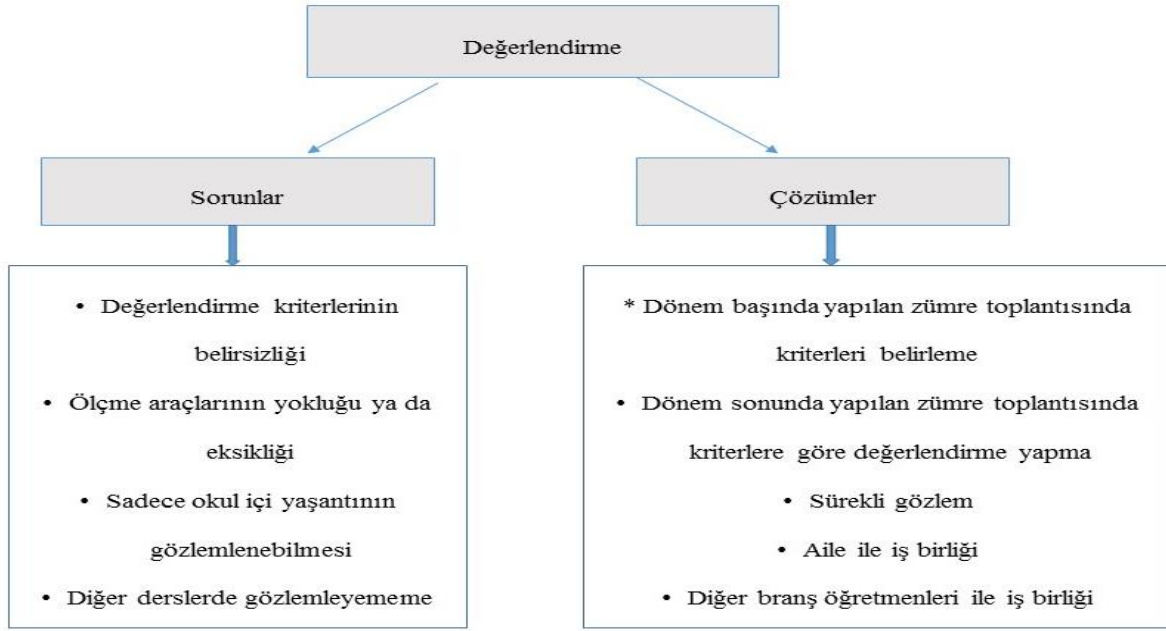 Değerlendirme
Sorunlar
• Değerlendirme kriterlerinin
belirsizliği
• Ölçme araçlarının yokluğu ya da
eksikliği
• Sadece okul içi yaşantının
gözlemlenebilmesi
• Diğer derslerde gözlemleyememe
Çözümler
* Dönem başında yapılan zümre toplantısında
kriterleri belirleme
• Dönem sonunda yapılan zümre toplantısında
kriterlere göre değerlendirme yapma
• Sürekli gözlem
• Aile ile iş birliği
• Diğer branş öğretmenleri ile iş birliği